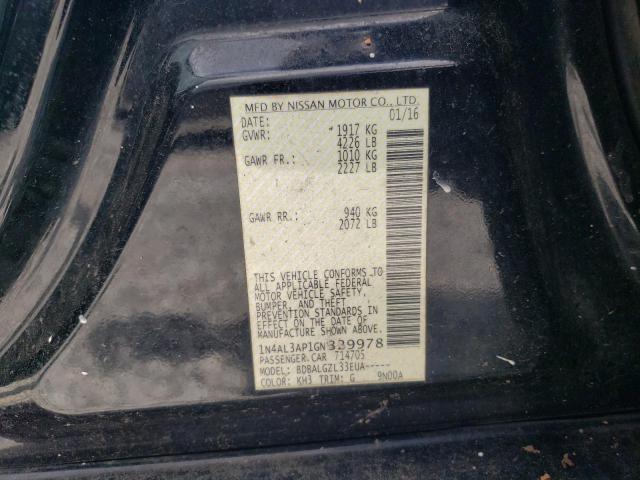 MFD BY NISSAN MOTOR CO., LTD.
DATE: 01/16
GVWR: 1917 KG
4226 LB
GAWR FR.: 1010 KG
2227 LB
GAWR RR.: 940 KG
2072 LB
THIS VEHICLE CONFORMS TO
ALL APPLICABLE FEDERAL
MOTOR VEHICLE SAFETY,
BUMPER, AND THEFT
PREVENTION STANDARDS IN
EFFECT ON THE DATE OF
MANUFACTURE SHOWN ABOVE.
1N4AL3AP1GN339978
PASSENGER.CAR 714705
MODEL: BDBALGZL33EUA-----
COLOR: KH3 TRIM: G 9N00A